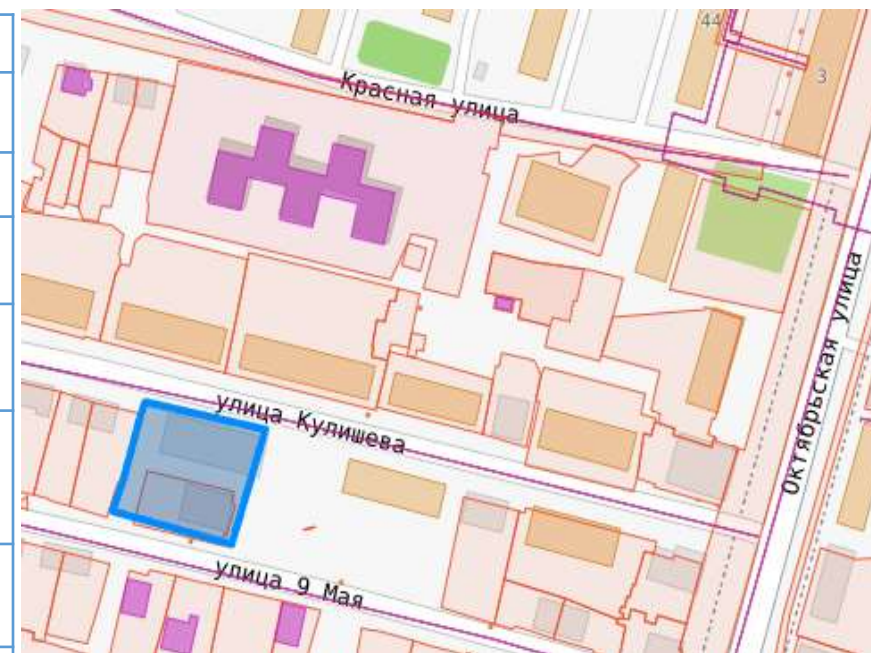 44
3
Красная улица
Октябрьская улица
улица Кулишева
улица 9 Мая